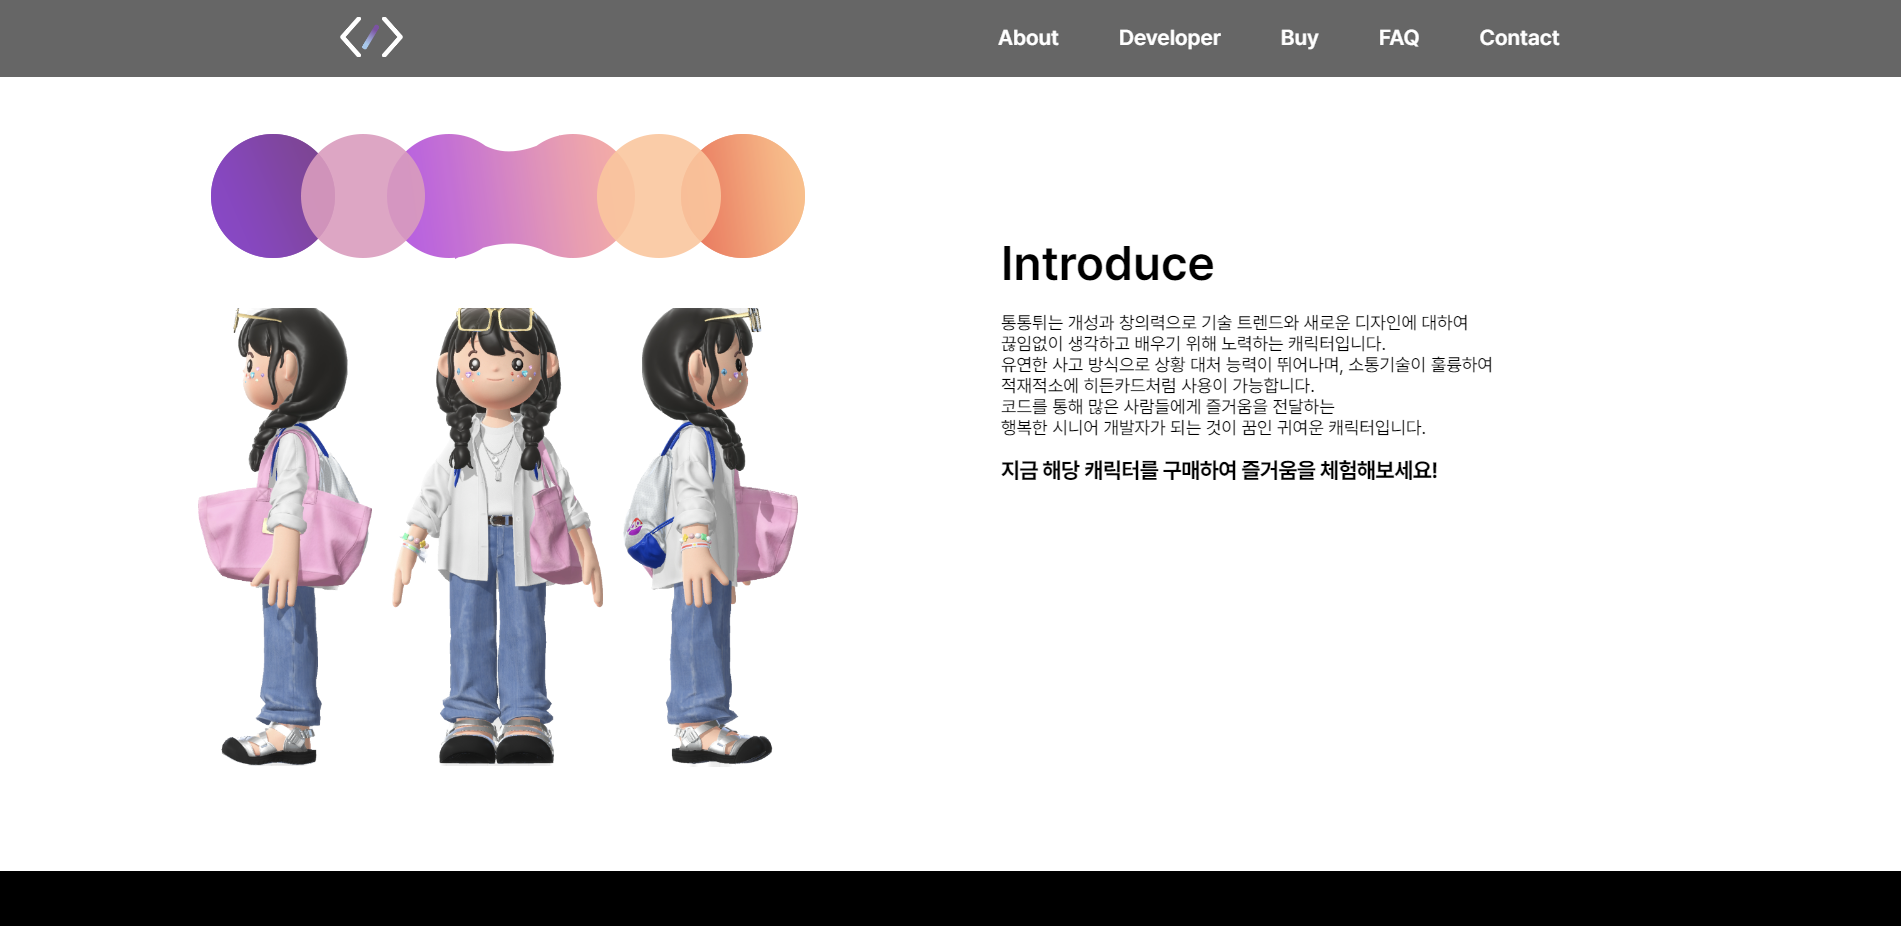 About
Developer
Buy
FAQ
Contact
Introduce
통통튀는 개성과 창의력으로 기술 트렌드와 새로운 디자인에 대하여
끊임없이 생각하고 배우기 위해 노력하는 캐릭터입니다.
유연한 사고 방식으로 상황 대처 능력이 뛰어나며, 소통기술이 훌륭하여
적재적소에 히든카드처럼 사용이 가능합니다.
코드를 통해 많은 사람들에게 즐거움을 전달하는
행복한 시니어 개발자가 되는 것이 꿈인 귀여운 캐릭터입니다.
지금 해당 캐릭터를 구매하여 즐거움을 체험해보세요!